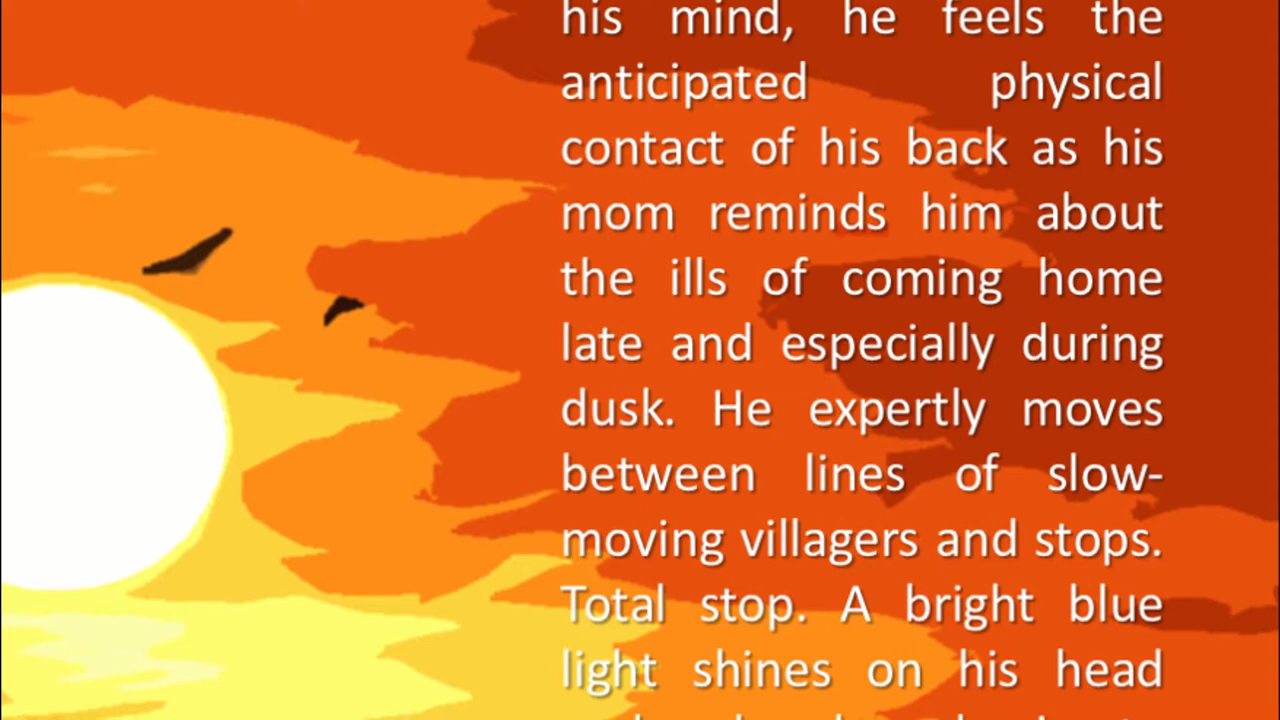 his mind, he feels the
anticipated physical
contact of his back as his
mom reminds him about
the ills of coming home
late and especially during
dusk. He expertly moves
between lines of slow-
moving villagers and stops.
Total stop. A bright blue
light shines on his head